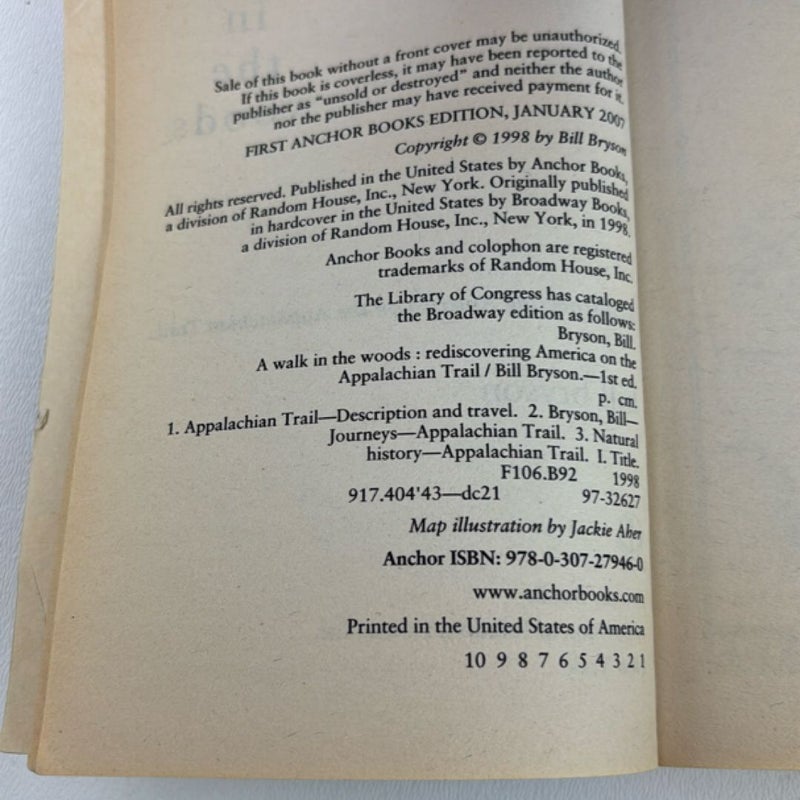 Sale of this book without a front cover may be unauthorized.
If this book is coverless, it may have been reported to the
publisher as “unsold or destroyed” and neither the author
nor the publisher may have received payment for it.
FIRST ANCHOR BOOKS EDITION, JANUARY 2007
Copyright © 1998 by Bill Bryson
All rights reserved. Published in the United States by Anchor Books,
a division of Random House, Inc., New York. Originally published
in hardcover in the United States by Broadway Books,
a division of Random House, Inc., New York, in 1998.
Anchor Books and colophon are registered
trademarks of Random House, Inc.
The Library of Congress has cataloged
the Broadway edition as follows:
Bryson, Bill.
A walk in the woods : rediscovering America on the
Appalachian Trail / Bill Bryson.—1st ed.
p. cm.
1. Appalachian Trail—Description and travel. 2. Bryson, Bill—
Journeys—Appalachian Trail. 3. Natural
history—Appalachian Trail. I. Title.
F106.B92 1998
917.404'43—dc21 97-32627
Map illustration by Jackie Aher
Anchor ISBN: 978-0-307-27946-0
www.anchorbooks.com
Printed in the United States of America
10 9 8 7 6 5 4 3 2 1